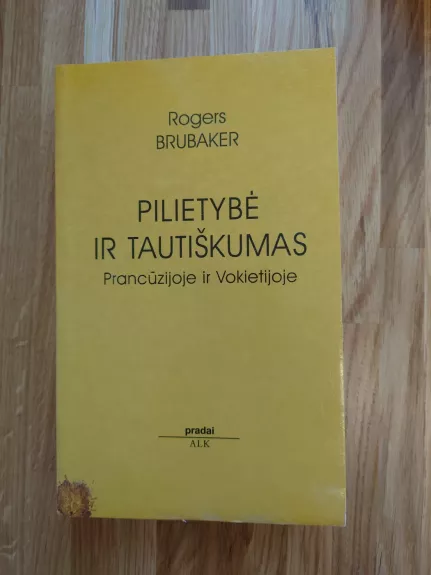 Rogers
BRUBAKER
PILIETYBĖ
IR TAUTIŠKUMAS
Prancūzijoje ir Vokietijoje
pradai
ALK